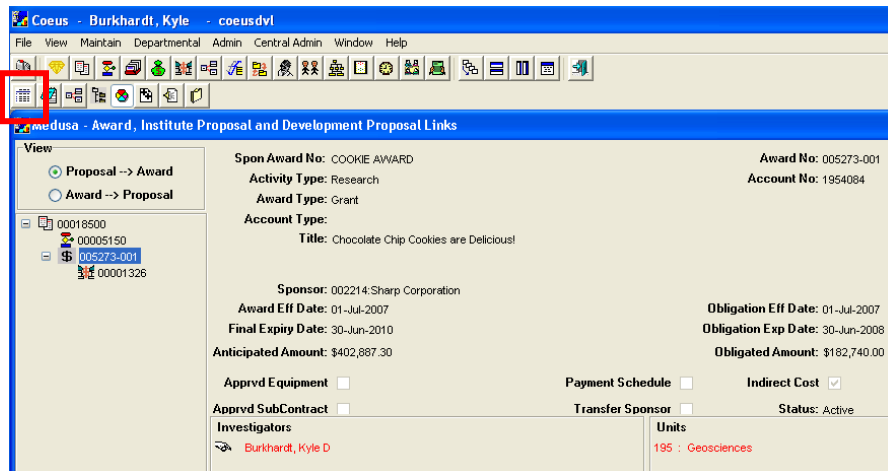 Coeus - Burkhardt, Kyle - coeusdvl
File View Maintain Departmental Admin Central Admin Window Help
Medusa - Award, Institute Proposal and Development Proposal Links
View
Proposal --> Award
Award --> Proposal
00018500
00005150
005273-001
00001326
Spon Award No: COOKIE AWARD Award No: 005273-001
Activity Type: Research Account No: 1954084
Award Type: Grant
Account Type:
Title: Chocolate Chip Cookies are Delicious!
Sponsor: 002214:Sharp Corporation
Award Eff Date: 01-Jul-2007 Obligation Eff Date: 01-Jul-2007
Final Expiry Date: 30-Jun-2010 Obligation Exp Date: 30-Jun-2008
Anticipated Amount: $402,887.30 Obligated Amount: $182,740.00
Apprvd Equipment Payment Schedule Indirect Cost
Apprvd SubContract Transfer Sponsor Status: Active
Investigators Units
Burkhardt, Kyle D 195 : Geosciences